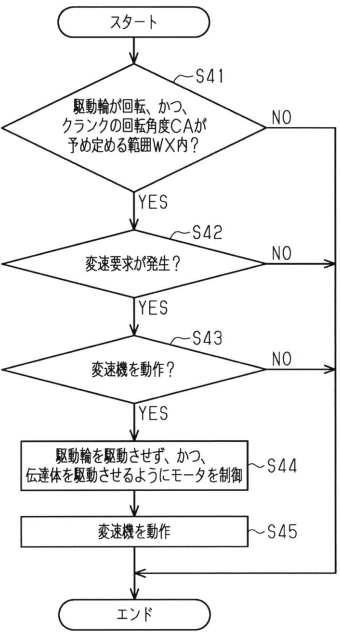 スタート
S41
駆動輪が回転、かつ、
クランクの回転角度CAが
予め定める範囲WX内?
NO
YES
S42
変速要求が発生?
NO
YES
S43
変速機を動作?
NO
YES
駆動輪を駆動させず、かつ、
伝達体を駆動させるようにモータを制御
S44
変速機を動作
S45
エンド